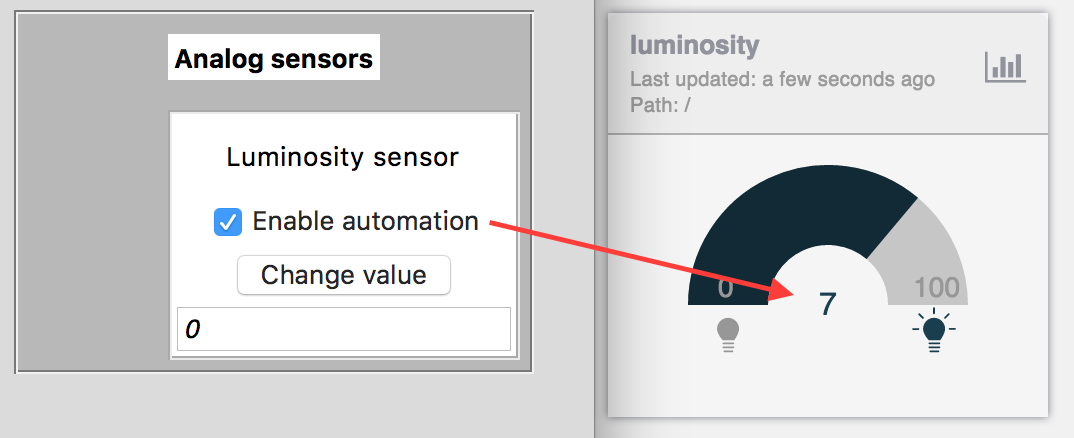 Analog sensors
Luminosity sensor
Enable automation
Change value
0
luminosity
Last updated: a few seconds ago
Path: /
0
7
100